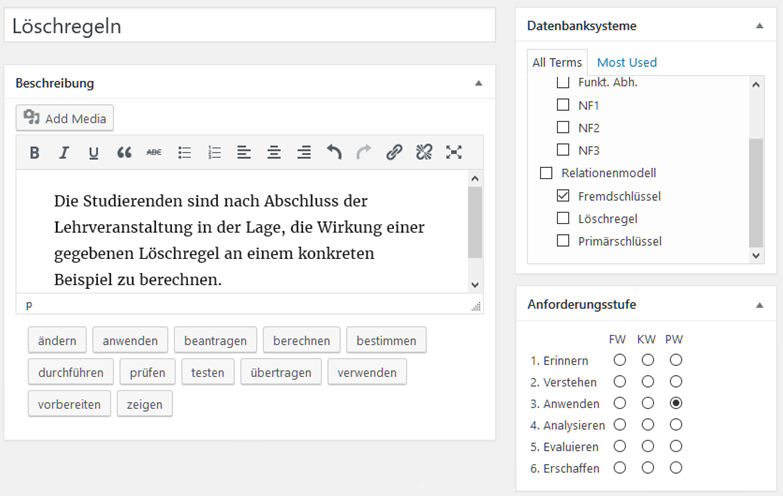 Löschregeln
Beschreibung
Add Media
B I U ABC
Die Studierenden sind nach Abschluss der
Lehrveranstaltung in der Lage, die Wirkung einer
gegebenen Löschregel an einem konkreten
Beispiel zu berechnen.
p
ändern anwenden beantragen berechnen bestimmen
durchführen prüfen testen übertragen verwenden
vorbereiten zeigen
Datenbanksysteme
All Terms Most Used
Funkt. Abh.
NF1
NF2
NF3
Relationenmodell
Fremdschlüssel
Löschregel
Primärschlüssel
Anforderungsstufe
FW KW PW
1. Erinnern
2. Verstehen
3. Anwenden
4. Analysieren
5. Evaluieren
6. Erschaffen